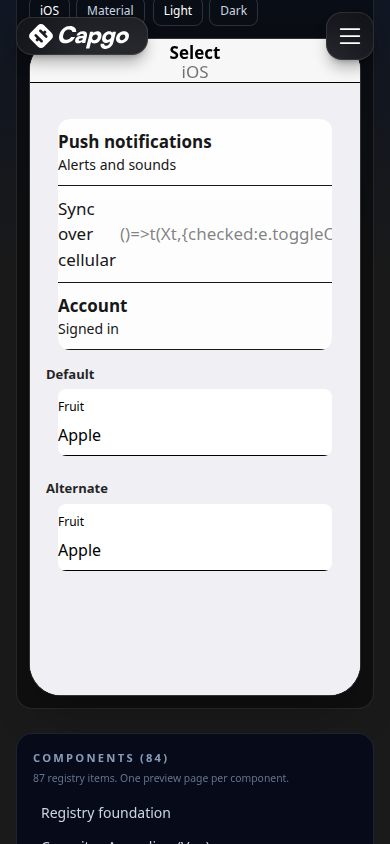 iOS
Material
Light
Dark
Capgo
Select
iOS
Push notifications
Alerts and sounds
Sync
over
cellular
()=>t(Xt,{checked:e.toggleC
Account
Signed in
Default
Fruit
Apple
Alternate
Fruit
Apple
COMPONENTS (84)
87 registry items. One preview page per component.
Registry foundation